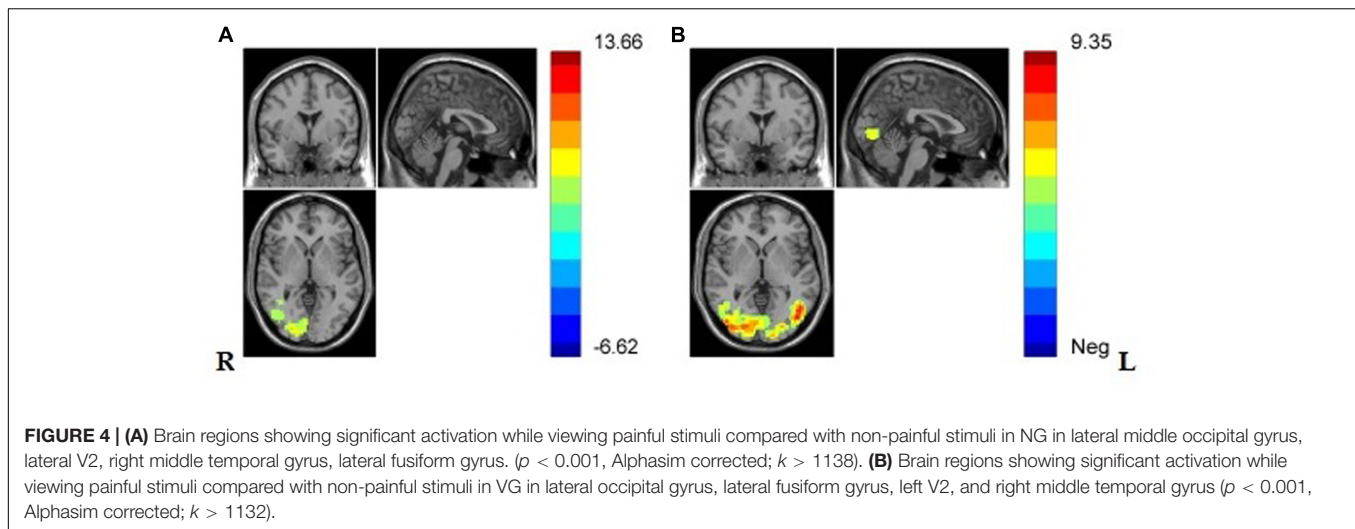 A
13.66
B
9.35
-6.62
Neg
R
L
FIGURE 4 | (A) Brain regions showing significant activation while viewing painful stimuli compared with non-painful stimuli in NG in lateral middle occipital gyrus,
lateral V2, right middle temporal gyrus, lateral fusiform gyrus. (p < 0.001, Alphasim corrected; k > 1138). (B) Brain regions showing significant activation while
viewing painful stimuli compared with non-painful stimuli in VG in lateral occipital gyrus, lateral fusiform gyrus, left V2, and right middle temporal gyrus (p < 0.001,
Alphasim corrected; k > 1132).